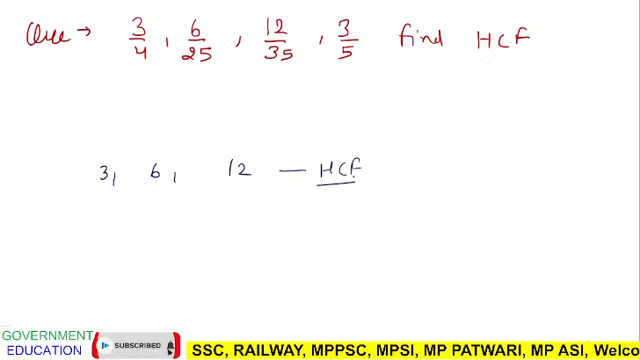 Que → 3/4, 6/25, 12/35, 3/5 find HCF
3, 6, 12 — HCF
GOVERNMENT
EDUCATION
SUBSCRIBED
SSC, RAILWAY, MPPSC, MPSI, MP PATWARI, MP ASI, Welco